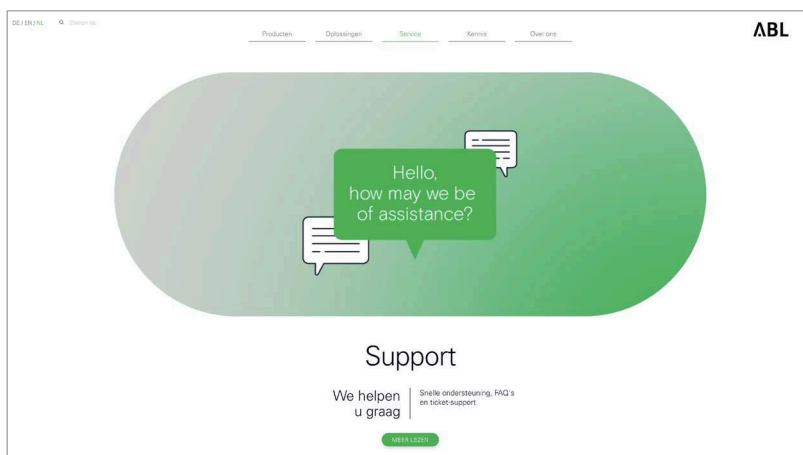 DE / EN / NL
Zoeken op
Producten
Oplossingen
Service
Kennis
Over ons
ABL
Hello,
how may we be
of assistance?
Support
We helpen
u graag
Snelle ondersteuning, FAQ's
en ticket-support
MEER LEZEN